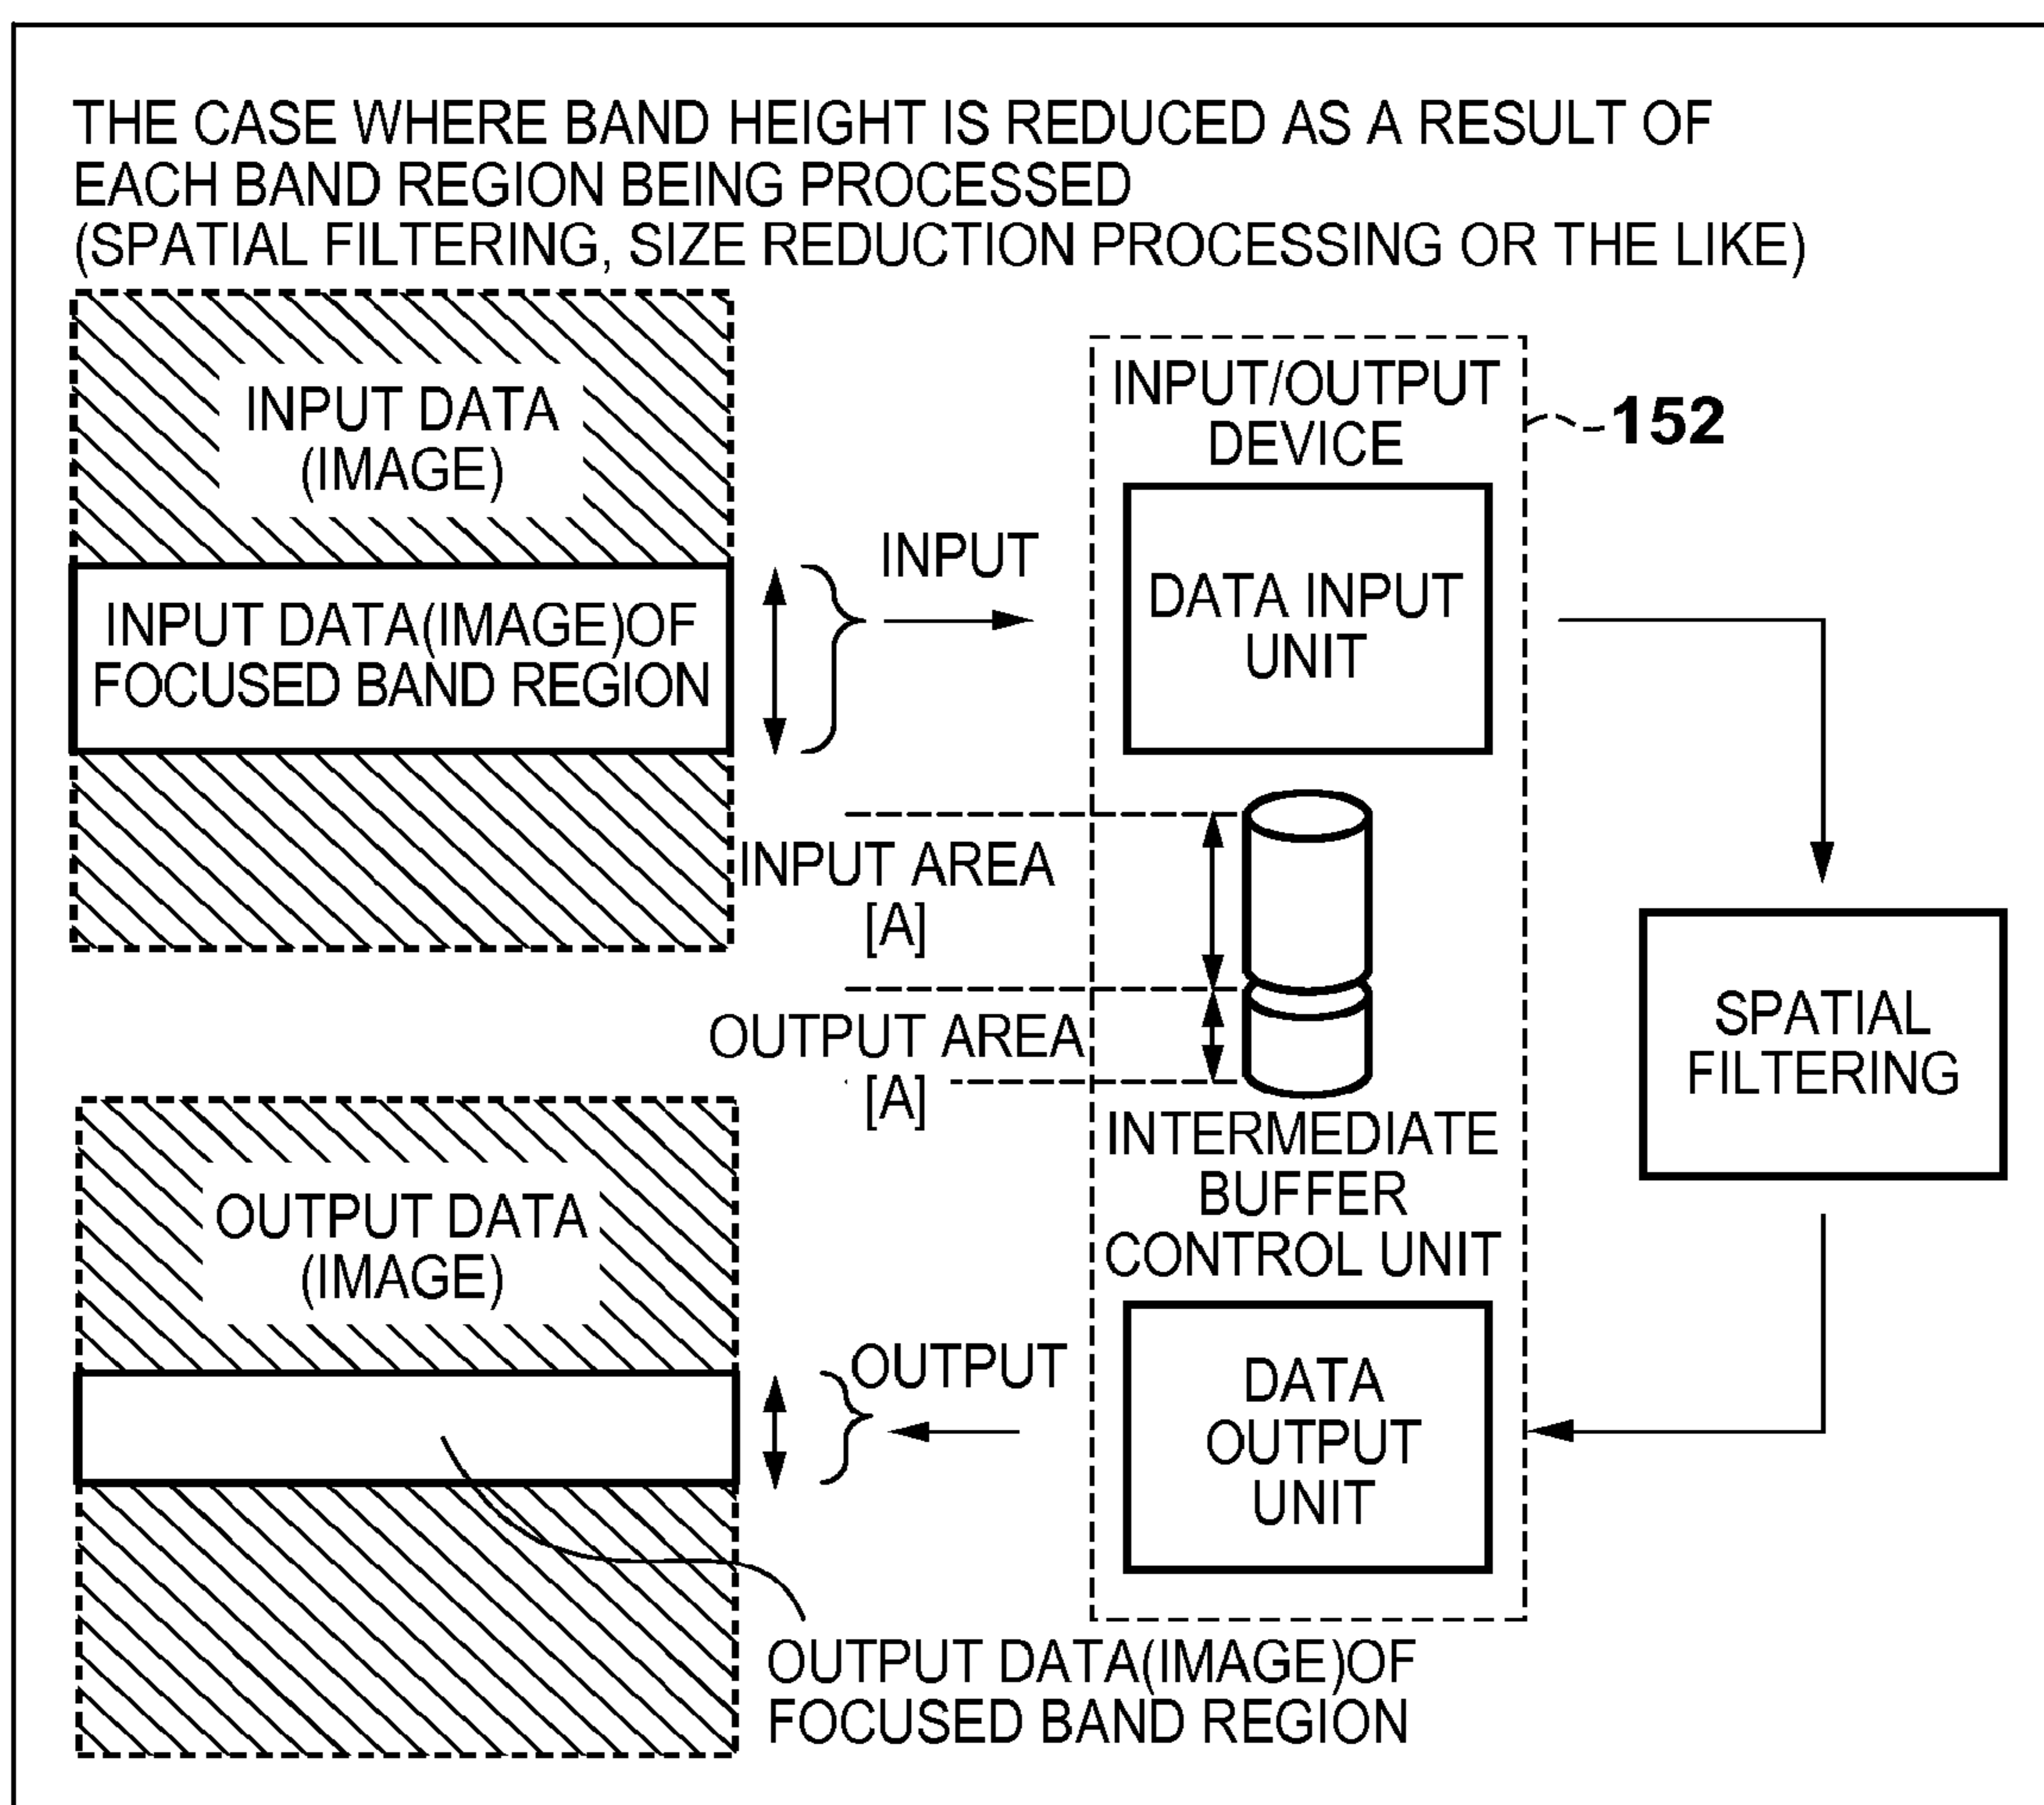 THE CASE WHERE BAND HEIGHT IS REDUCED AS A RESULT OF
EACH BAND REGION BEING PROCESSED
(SPATIAL FILTERING, SIZE REDUCTION PROCESSING OR THE LIKE)
INPUT DATA
(IMAGE)
INPUT DATA(IMAGE)OF
FOCUSED BAND REGION
INPUT
INPUT/OUTPUT
DEVICE
152
DATA INPUT
UNIT
INPUT AREA
[A]
OUTPUT AREA
[A]
INTERMEDIATE
BUFFER
CONTROL UNIT
SPATIAL
FILTERING
OUTPUT DATA
(IMAGE)
OUTPUT
DATA
OUTPUT
UNIT
OUTPUT DATA(IMAGE)OF
FOCUSED BAND REGION